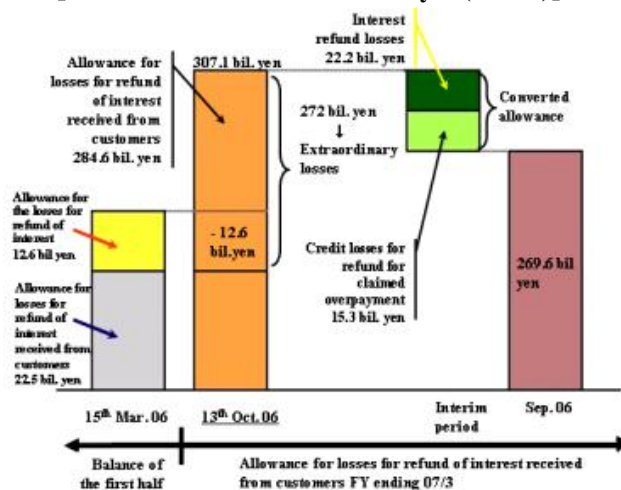 Interest
refund losses
22.2 bil. yen
Allowance for
losses for refund
of interest
received from
customers
284.6 bil. yen
307.1 bil. yen
272 bil. yen
↓
Extraordinary
losses
Converted
allowance
Allowance for
the losses for
refund of
interest
12.6 bil yen
- 12.6
bil.yen
Credit losses for
refund for
claimed
overpayment
15.3 bil. yen
269.6 bil
yen
Allowance for
losses for
refund of
interest
received from
customers
22.5 bil. yen
15th Mar. 06
13th Oct. 06
Interim
period
Sep. 06
Balance of
the first half
Allowance for losses for refund of interest received
from customers FY ending 07/3